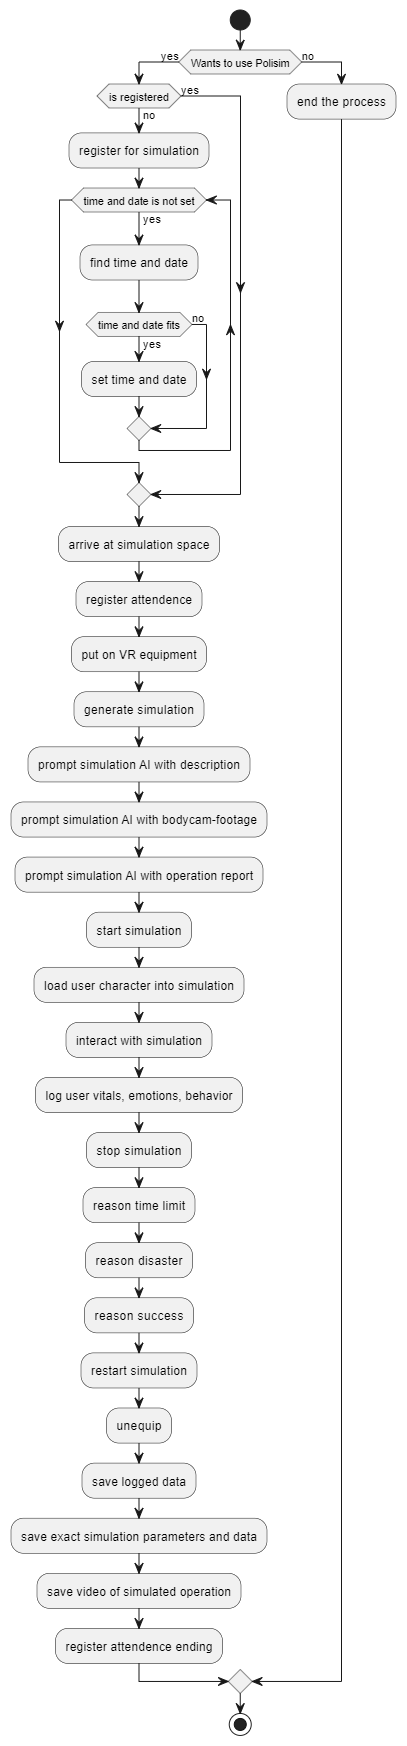 yes
Wants to use Polisim
no
is registered
yes
end the process
no
register for simulation
time and date is not set
yes
find time and date
time and date fits
no
yes
set time and date
arrive at simulation space
register attendence
put on VR equipment
generate simulation
prompt simulation AI with description
prompt simulation AI with bodycam-footage
prompt simulation AI with operation report
start simulation
load user character into simulation
interact with simulation
log user vitals, emotions, behavior
stop simulation
reason time limit
reason disaster
reason success
restart simulation
unequip
save logged data
save exact simulation parameters and data
save video of simulated operation
register attendence ending